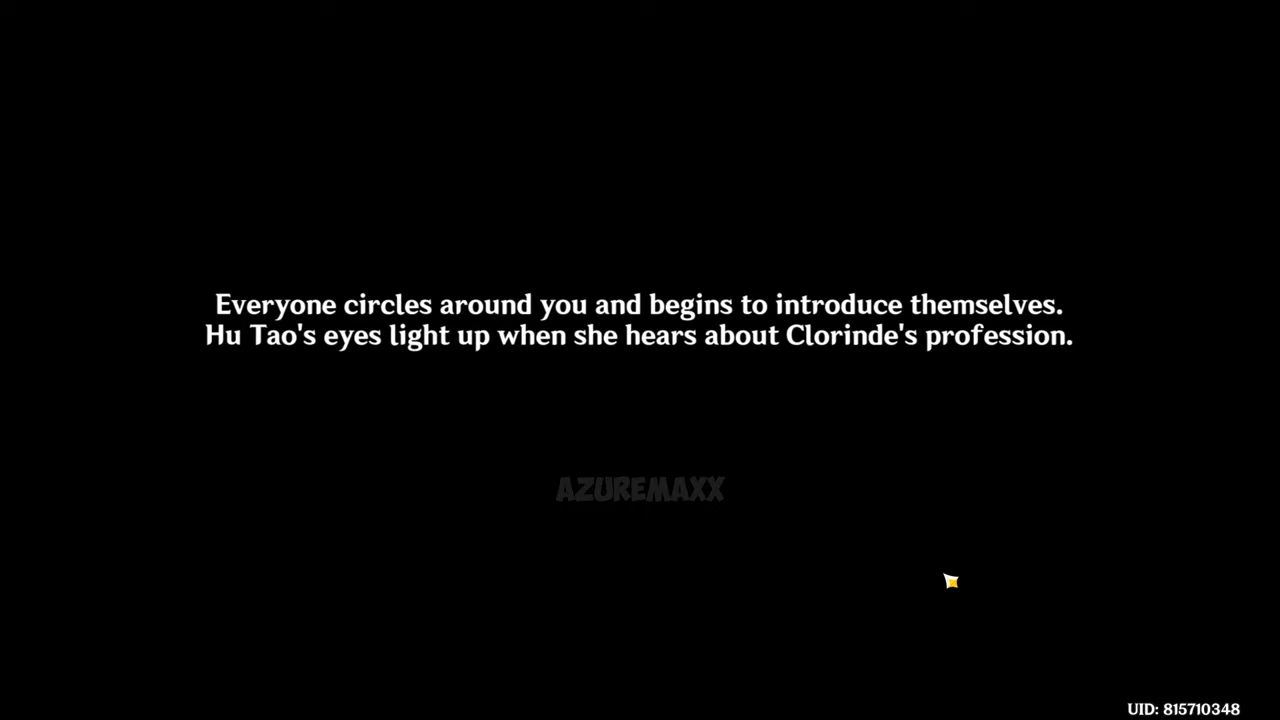 Everyone circles around you and begins to introduce themselves.
Hu Tao's eyes light up when she hears about Clorinde's profession.
AZUREMAXX
UID: 815710348